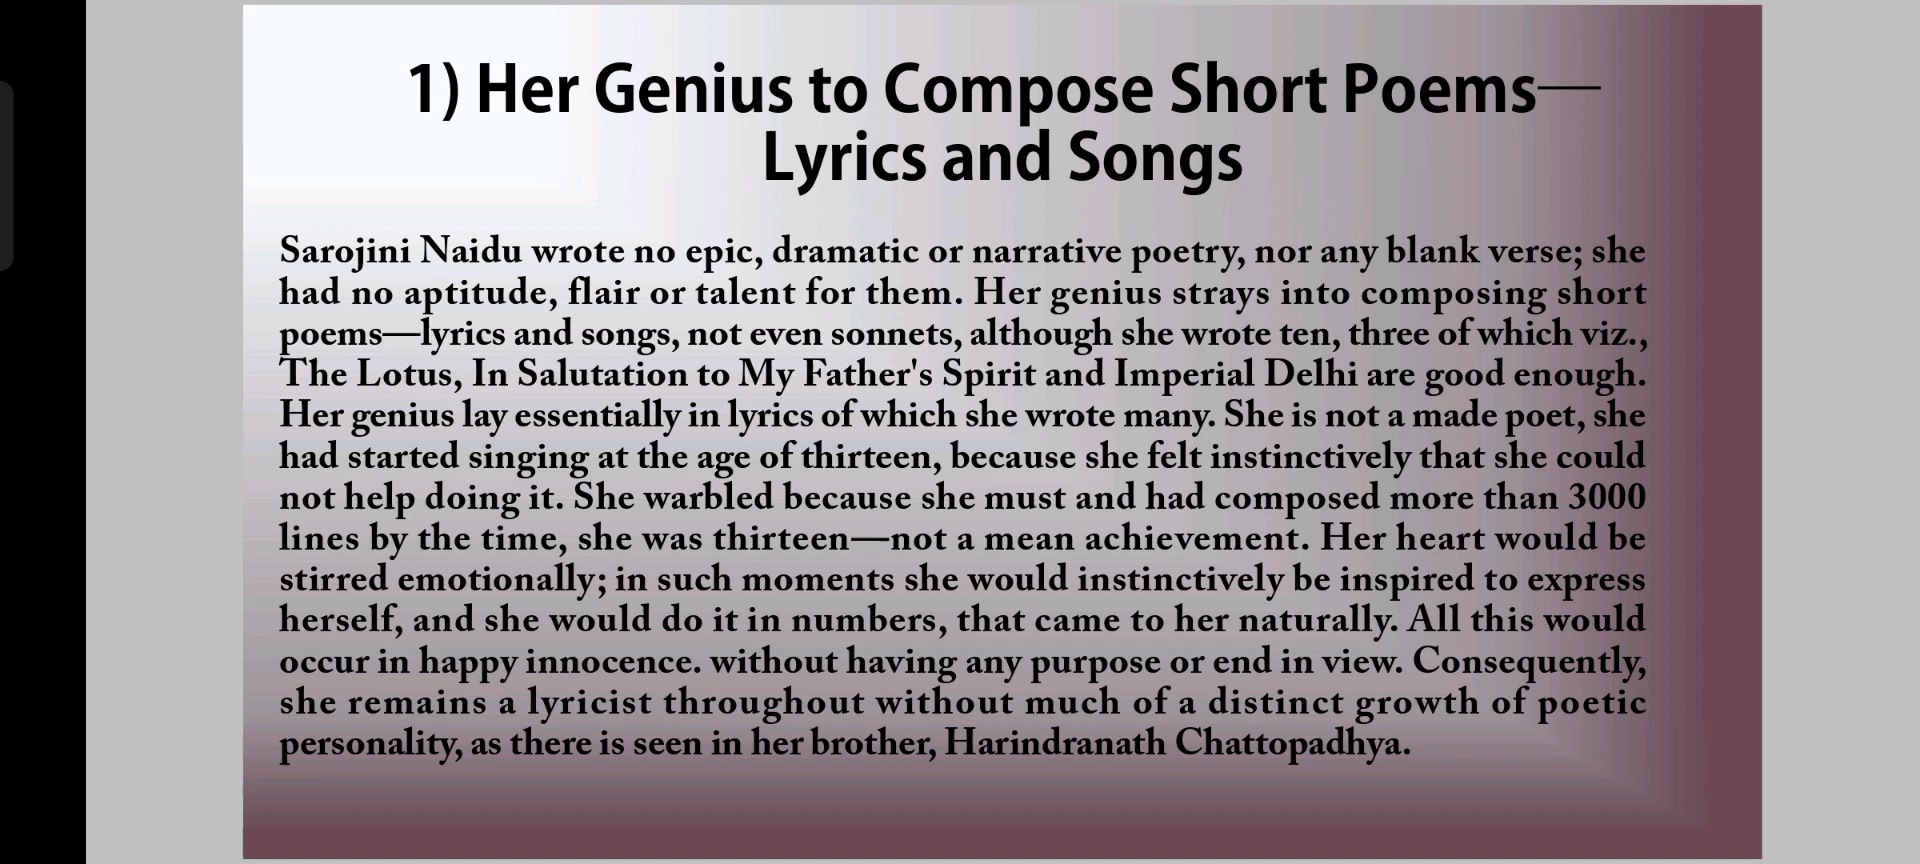 1) Her Genius to Compose Short Poems—
Lyrics and Songs
Sarojini Naidu wrote no epic, dramatic or narrative poetry, nor any blank verse; she
had no aptitude, flair or talent for them. Her genius strays into composing short
poems—lyrics and songs, not even sonnets, although she wrote ten, three of which viz.,
The Lotus, In Salutation to My Father's Spirit and Imperial Delhi are good enough.
Her genius lay essentially in lyrics of which she wrote many. She is not a made poet, she
had started singing at the age of thirteen, because she felt instinctively that she could
not help doing it. She warbled because she must and had composed more than 3000
lines by the time, she was thirteen—not a mean achievement. Her heart would be
stirred emotionally; in such moments she would instinctively be inspired to express
herself, and she would do it in numbers, that came to her naturally. All this would
occur in happy innocence. without having any purpose or end in view. Consequently,
she remains a lyricist throughout without much of a distinct growth of poetic
personality, as there is seen in her brother, Harindranath Chattopadhya.